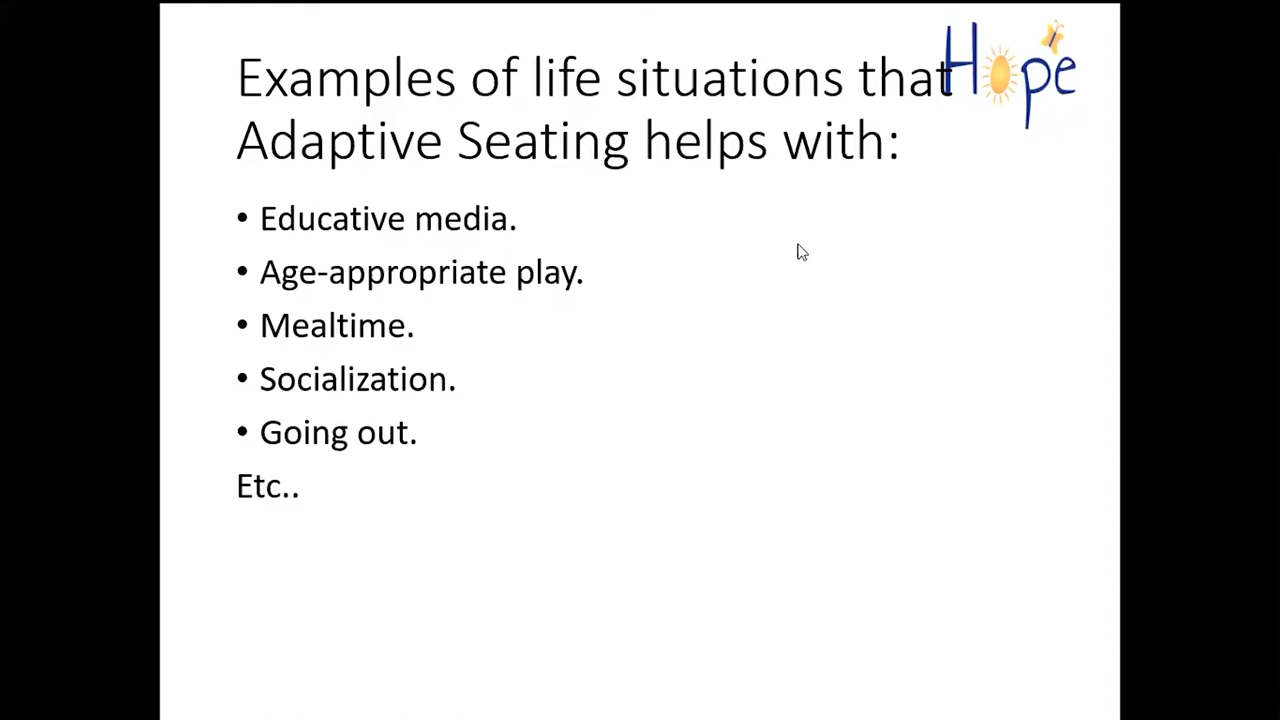 Examples of life situations that
Hope
Adaptive Seating helps with:
• Educative media.
• Age-appropriate play.
• Mealtime.
• Socialization.
• Going out.
Etc..